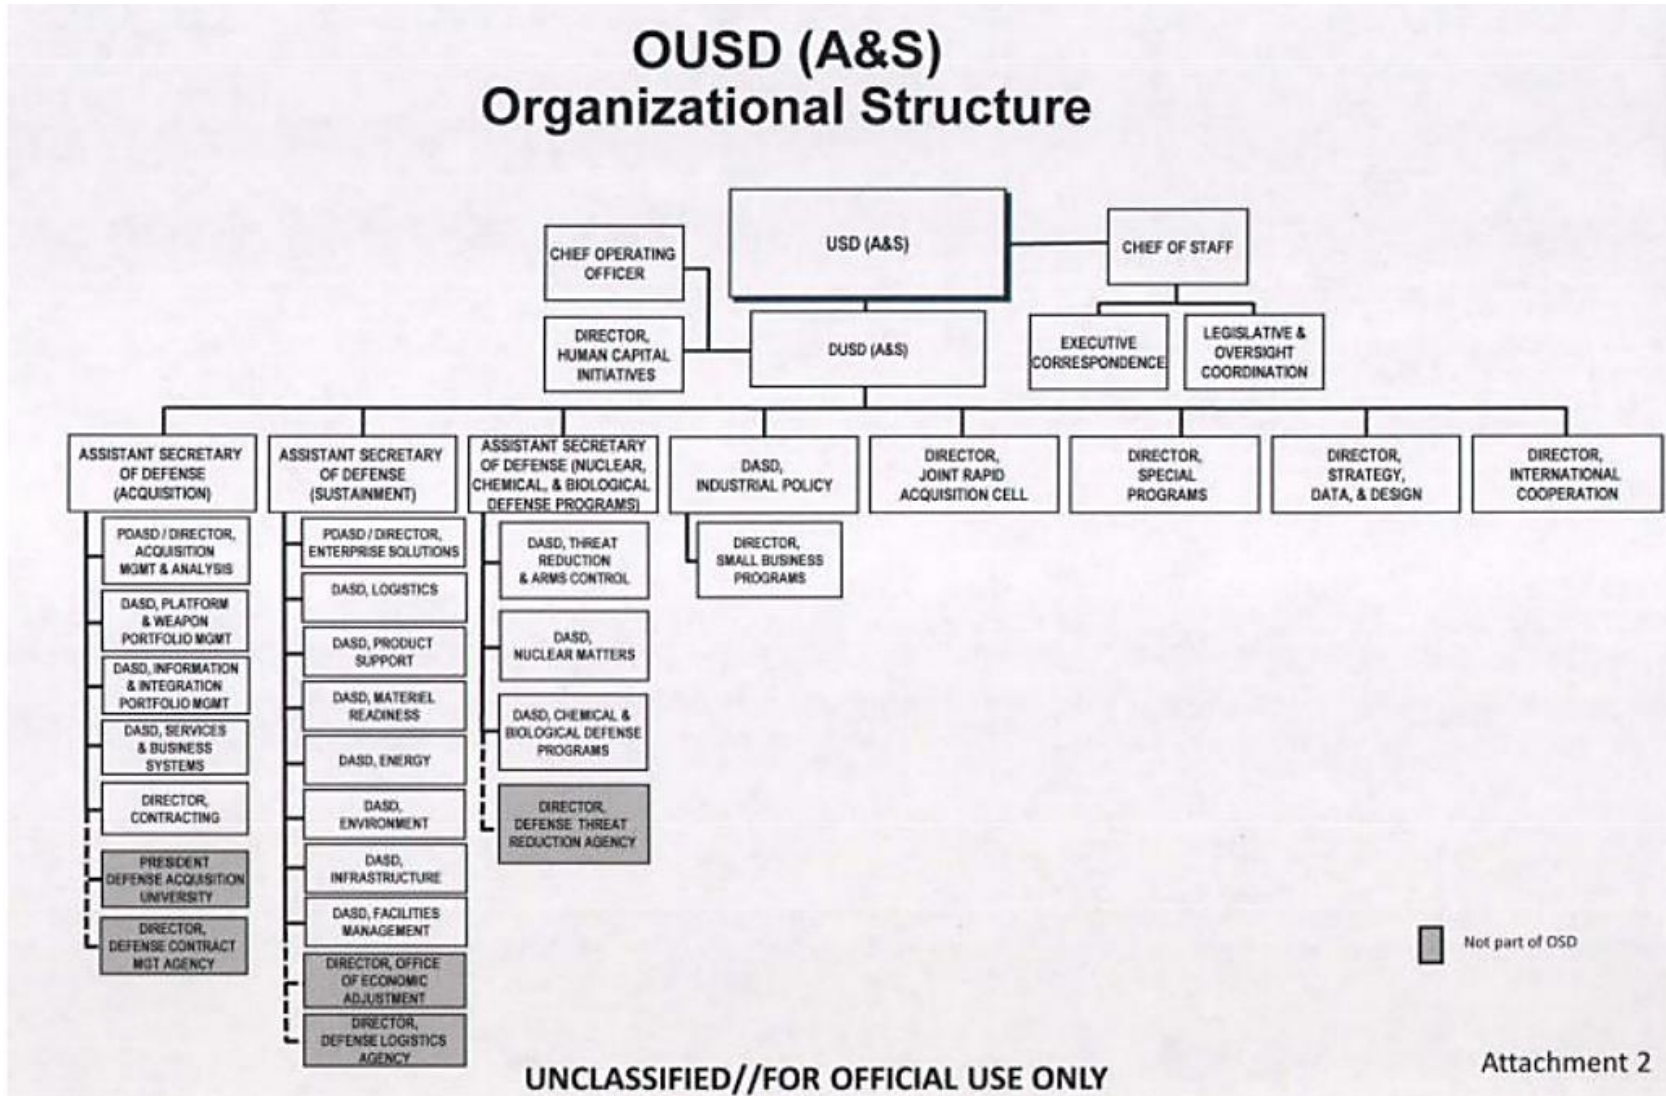 OUSD (A&S)
Organizational Structure
USD (A&S)
CHIEF OF STAFF
CHIEF OPERATING
OFFICER
DIRECTOR,
HUMAN CAPITAL
INITIATIVES
DUSD (A&S)
EXECUTIVE
CORRESPONDENCE
LEGISLATIVE &
OVERSIGHT
COORDINATION
ASSISTANT SECRETARY
OF DEFENSE
(ACQUISITION)
PDASD / DIRECTOR,
ACQUISITION
MGMT & ANALYSIS
DASD, PLATFORM
& WEAPON
PORTFOLIO MGMT
DASD, INFORMATION
& INTEGRATION
PORTFOLIO MGMT
DASD, SERVICES
& BUSINESS
SYSTEMS
DIRECTOR,
CONTRACTING
PRESIDENT
DEFENSE ACQUISITION
UNIVERSITY
DIRECTOR,
DEFENSE CONTRACT
MGT AGENCY
ASSISTANT SECRETARY
OF DEFENSE
(SUSTAINMENT)
PDASD / DIRECTOR,
ENTERPRISE SOLUTIONS
DASD, LOGISTICS
DASD, PRODUCT
SUPPORT
DASD, MATERIEL
READINESS
DASD, ENERGY
DASD,
ENVIRONMENT
DASD,
INFRASTRUCTURE
DASD, FACILITIES
MANAGEMENT
DIRECTOR, OFFICE
OF ECONOMIC
ADJUSTMENT
DIRECTOR,
DEFENSE LOGISTICS
AGENCY
ASSISTANT SECRETARY
OF DEFENSE (NUCLEAR,
CHEMICAL, & BIOLOGICAL
DEFENSE PROGRAMS)
DASD, THREAT
REDUCTION
& ARMS CONTROL
DASD,
NUCLEAR MATTERS
DASD, CHEMICAL &
BIOLOGICAL DEFENSE
PROGRAMS
DIRECTOR,
DEFENSE THREAT
REDUCTION AGENCY
DASD,
INDUSTRIAL POLICY
DIRECTOR,
SMALL BUSINESS
PROGRAMS
DIRECTOR,
JOINT RAPID
ACQUISITION CELL
DIRECTOR,
SPECIAL
PROGRAMS
DIRECTOR,
STRATEGY,
DATA, & DESIGN
DIRECTOR,
INTERNATIONAL
COOPERATION
Not part of OSD
UNCLASSIFIED//FOR OFFICIAL USE ONLY
Attachment 2